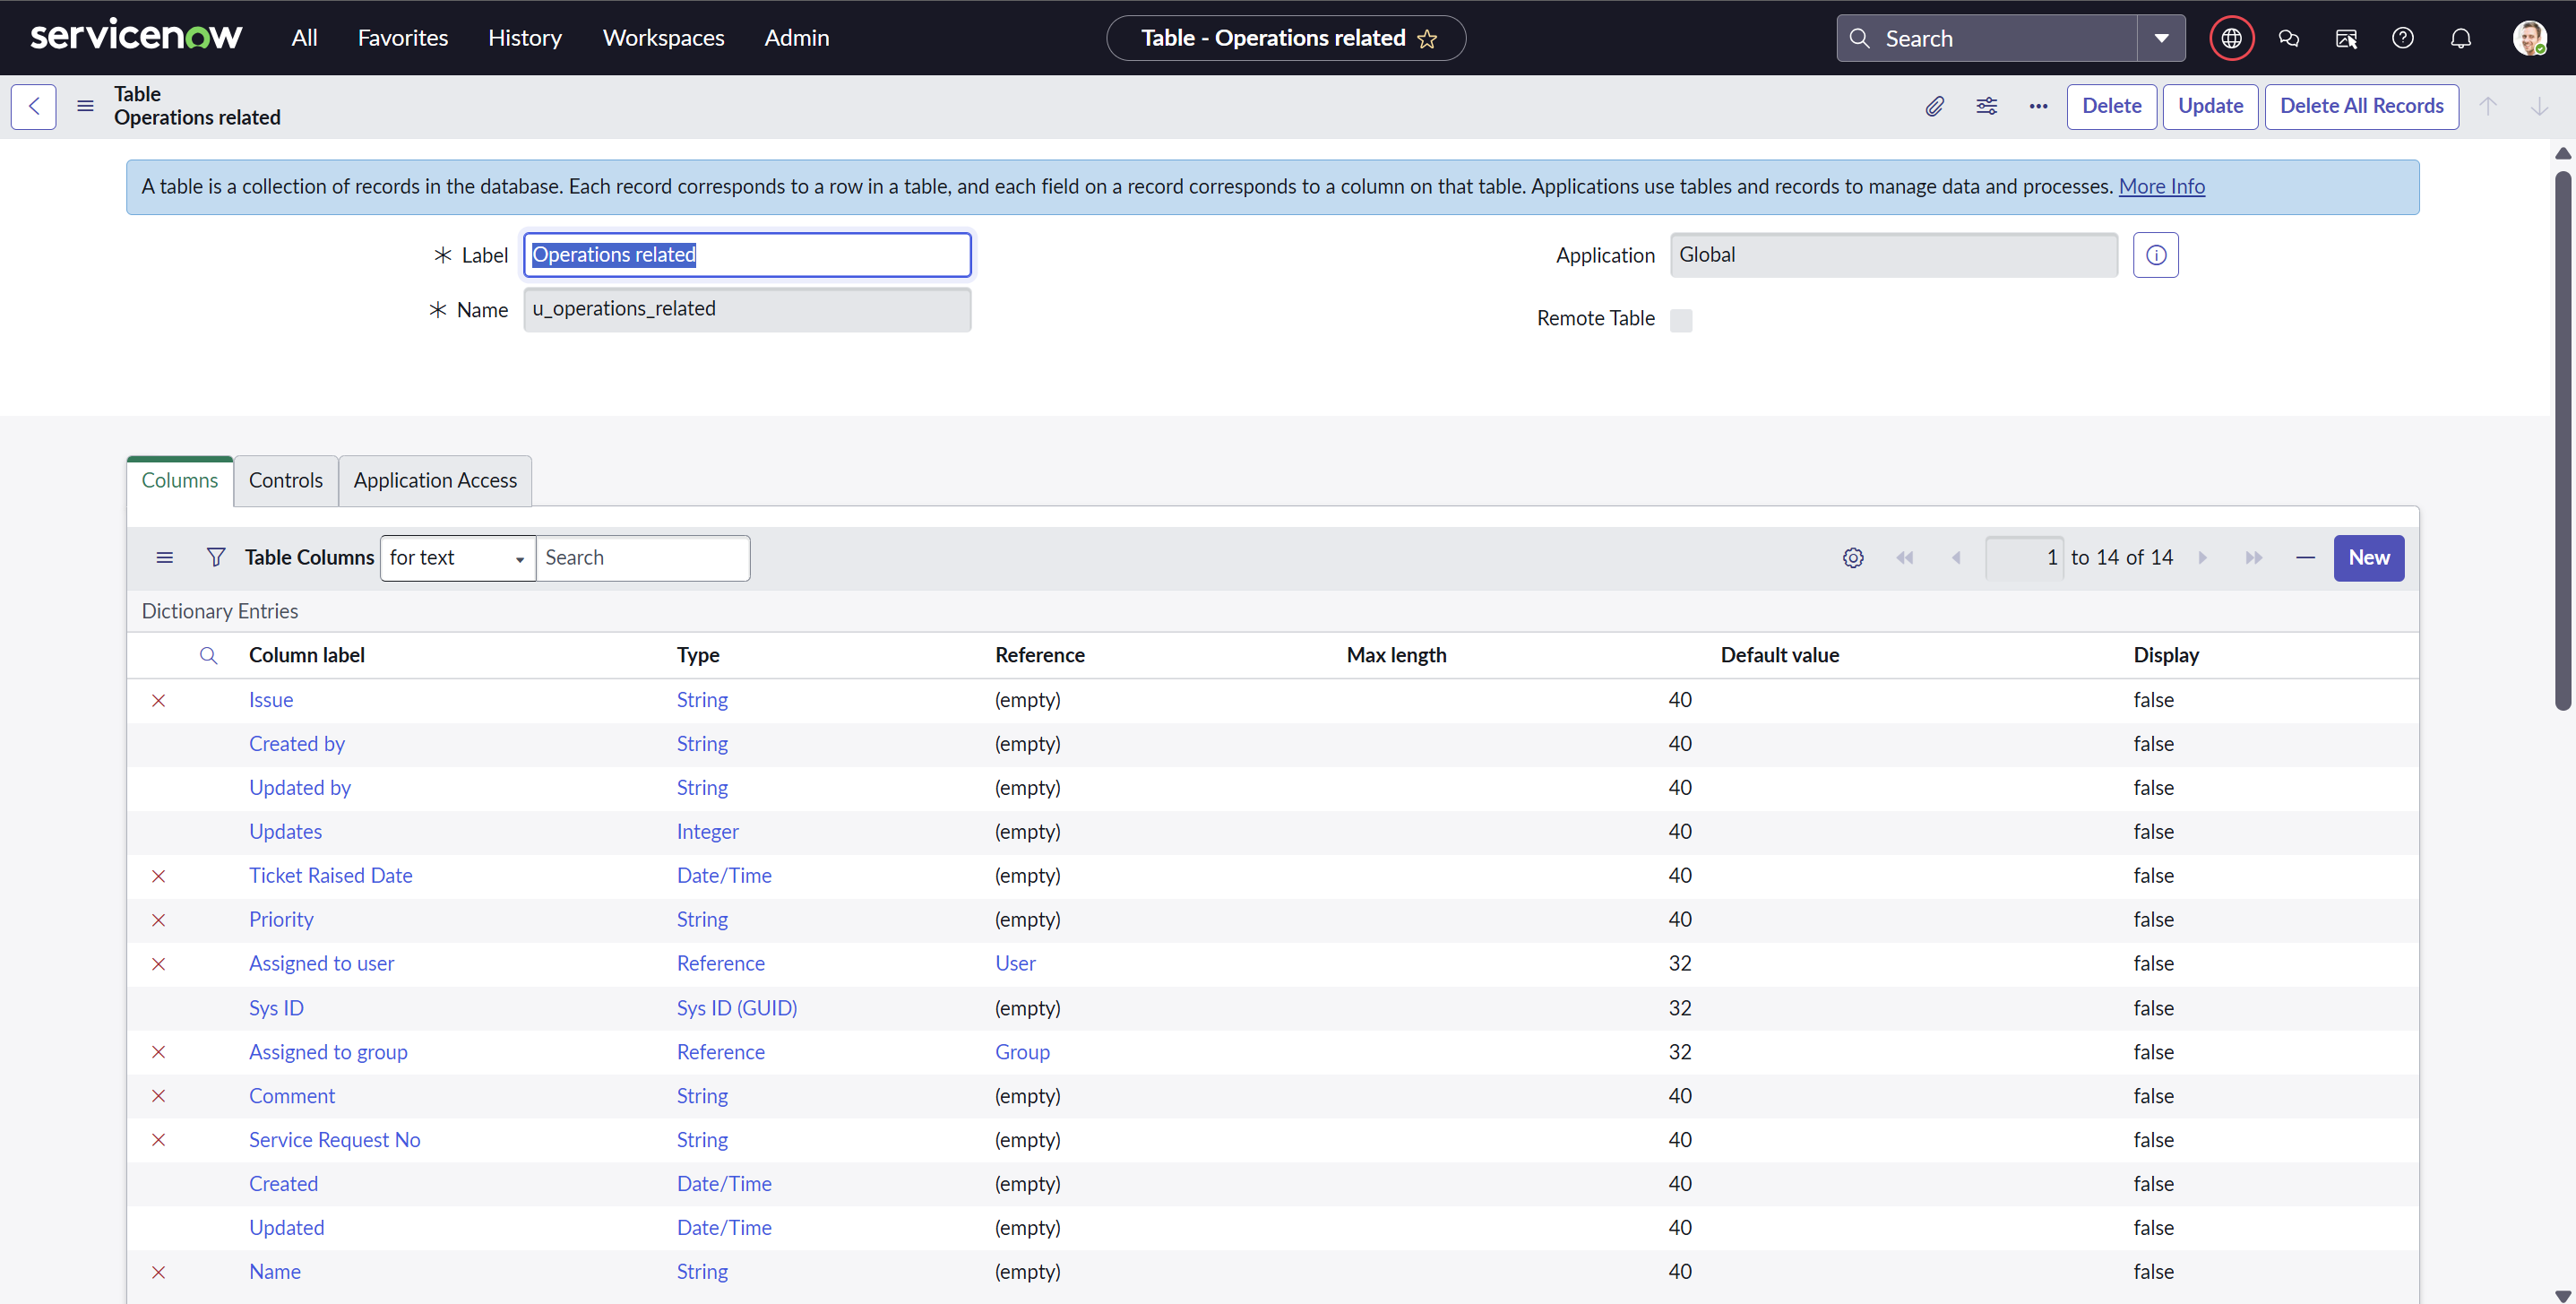 servicenow All Favorites History Workspaces Admin Table - Operations related Search
Table
Operations related
Delete Update Delete All Records
A table is a collection of records in the database. Each record corresponds to a row in a table, and each field on a record corresponds to a column on that table. Applications use tables and records to manage data and processes. More Info
Label Operations related Application Global
Name u_operations_related Remote Table
Columns Controls Application Access
Table Columns for text Search 1 to 14 of 14 New
Dictionary Entries
Column label Type Reference Max length Default value Display
Issue String (empty) 40 false
Created by String (empty) 40 false
Updated by String (empty) 40 false
Updates Integer (empty) 40 false
Ticket Raised Date Date/Time (empty) 40 false
Priority String (empty) 40 false
Assigned to user Reference User 32 false
Sys ID Sys ID (GUID) (empty) 32 false
Assigned to group Reference Group 32 false
Comment String (empty) 40 false
Service Request No String (empty) 40 false
Created Date/Time (empty) 40 false
Updated Date/Time (empty) 40 false
Name String (empty) 40 false